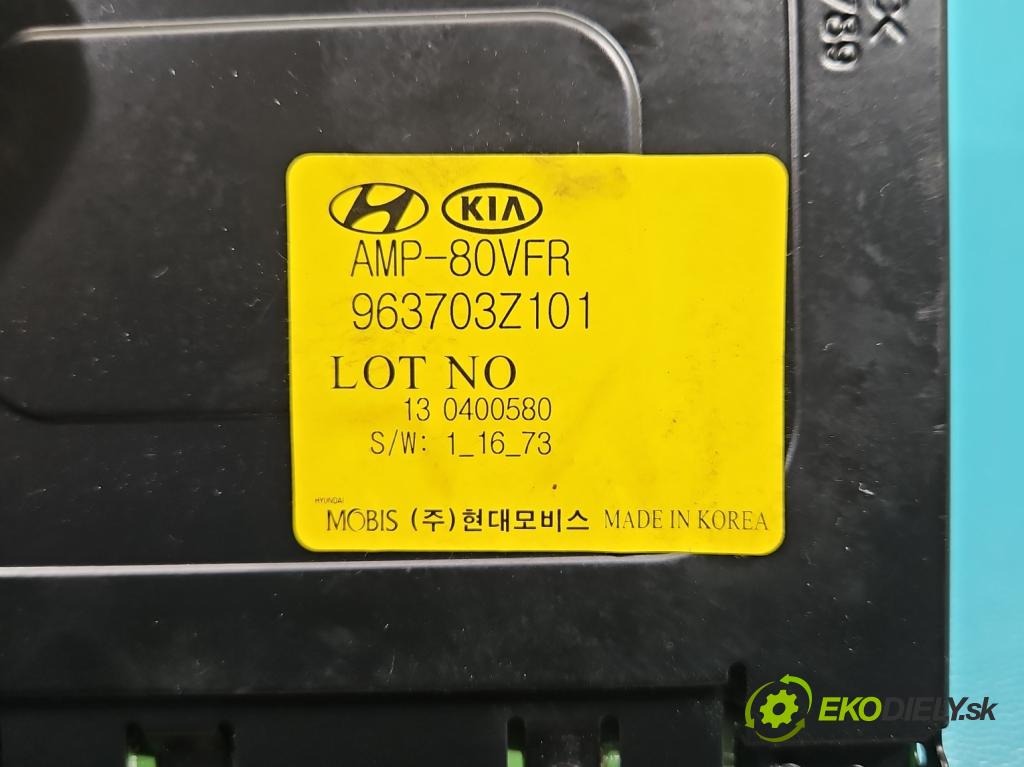 KIA
AMP-80VFR
963703Z101
LOT NO
13 0400580
S/W: 1_16_73
HYUNDAI
MOBIS (주)현대모비스 MADE IN KOREA
EKODIELY.sk